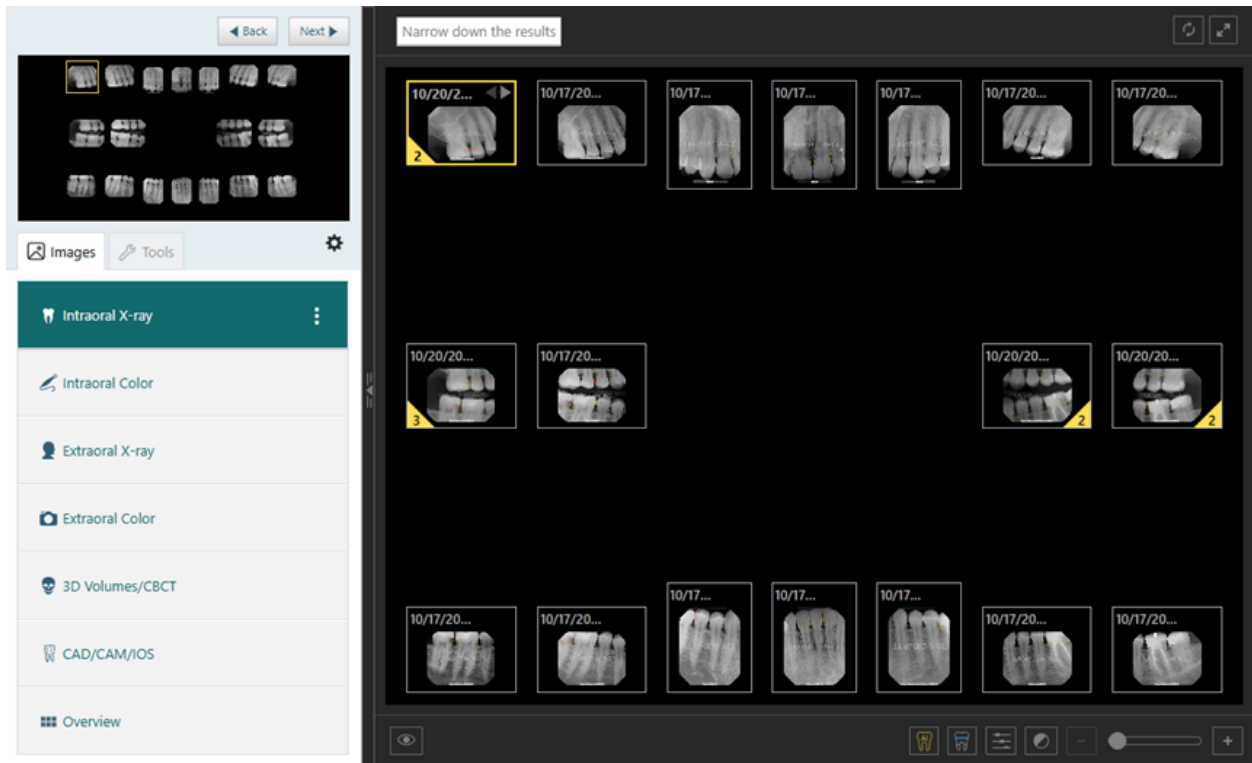 Back
Next
Narrow down the results
10/20/2...
10/17/20...
10/17...
10/17...
10/17...
10/17/20...
10/17/20...
2
Images
Tools
Intraoral X-ray
Intraoral Color
Extraoral X-ray
Extraoral Color
3D Volumes/CBCT
CAD/CAM/IOS
Overview
10/20/20...
10/17/20...
10/20/20...
10/20/20...
3
2
2
10/17/20...
10/17/20...
10/17...
10/17...
10/17...
10/17/20...
10/17/20...